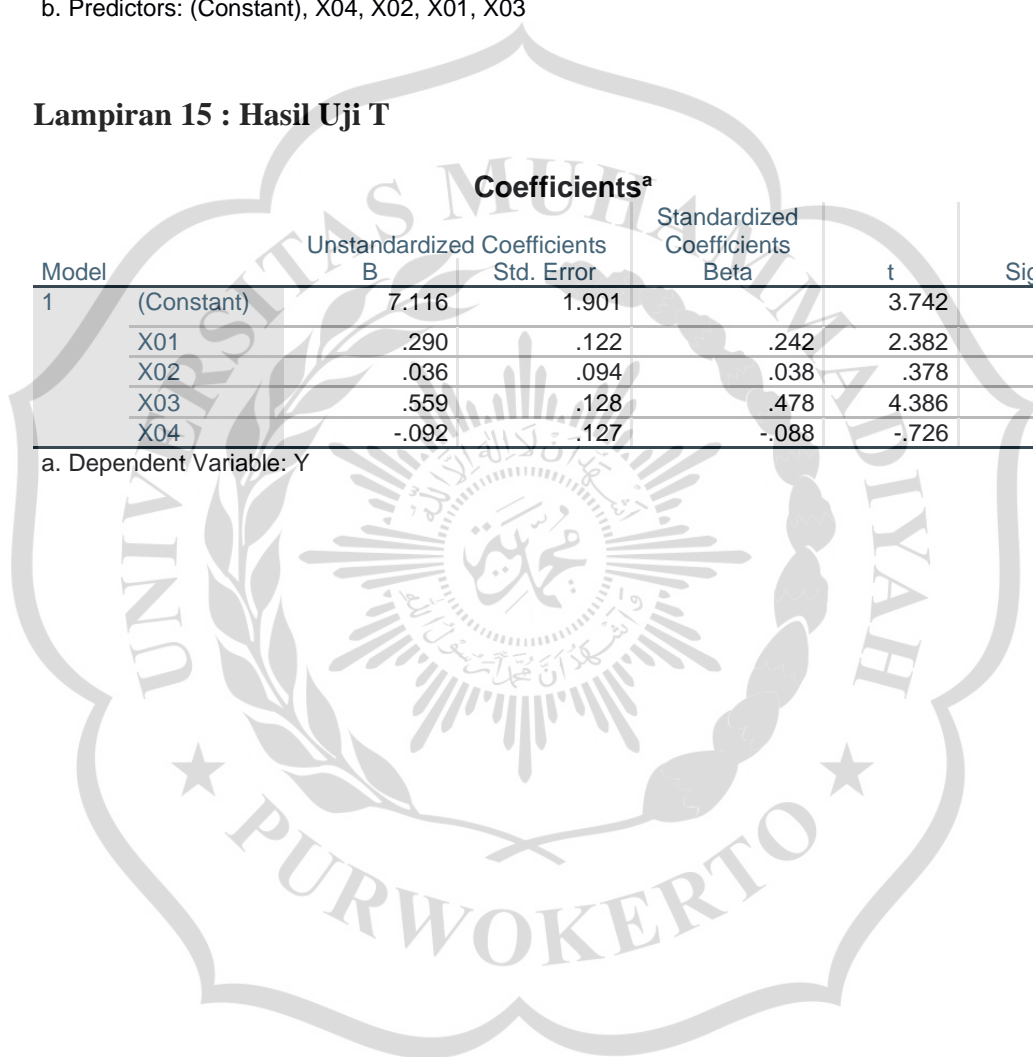 b. Predictors: (Constant), X04, X02, X01, X03
Lampiran 15 : Hasil Uji T
Coefficientsa
Model Unstandardized Coefficients Standardized Coefficients t Sig
B Std. Error Beta
1 (Constant) 7.116 1.901 3.742
X01 .290 .122 .242 2.382
X02 .036 .094 .038 .378
X03 .559 .128 .478 4.386
X04 -.092 .127 -.088 -.726
a. Dependent Variable: Y
UNIVERSITAS MUHAMMADIYAH
PURWOKERTO